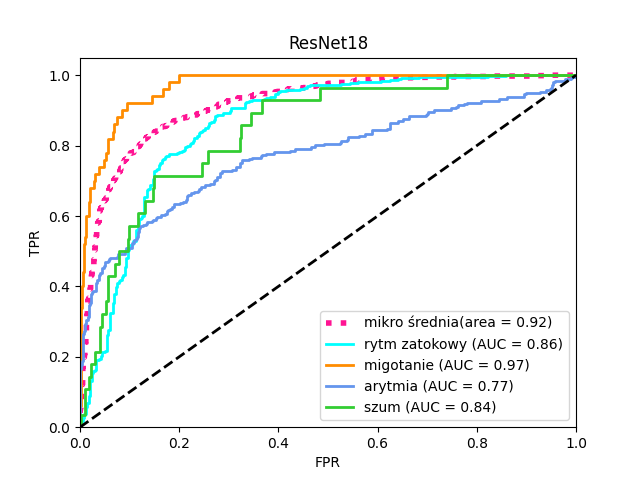 ResNet18
TPR
1.0
0.8
0.6
0.4
0.2
0.0
mikro średnia(area = 0.92)
rytm zatokowy (AUC = 0.86)
migotanie (AUC = 0.97)
arytmia (AUC = 0.77)
szum (AUC = 0.84)
0.0 0.2 0.4 0.6 0.8 1.0
FPR